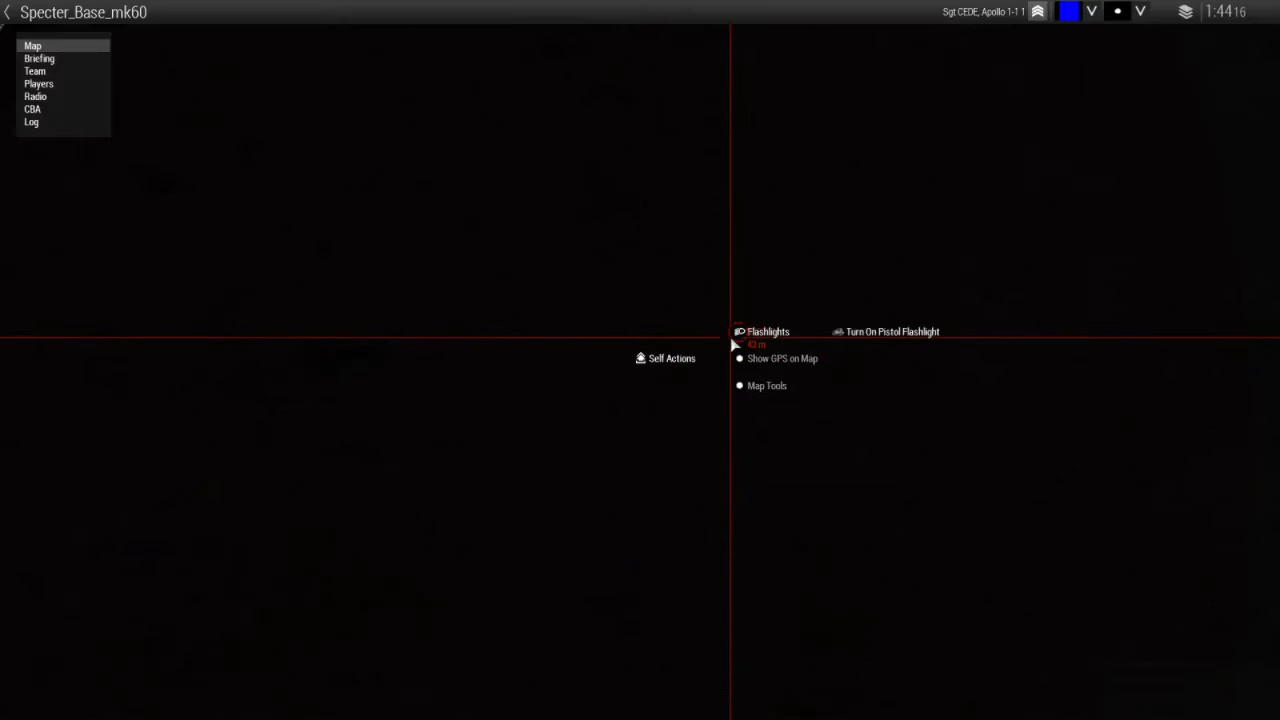 Specter_Base_mk60
Sgt CEDE, Apollo 1-1 1
1:44 16
Map
Briefing
Team
Players
Radio
CBA
Log
Flashlights
Turn On Pistol Flashlight
43 m
Self Actions
Show GPS on Map
Map Tools